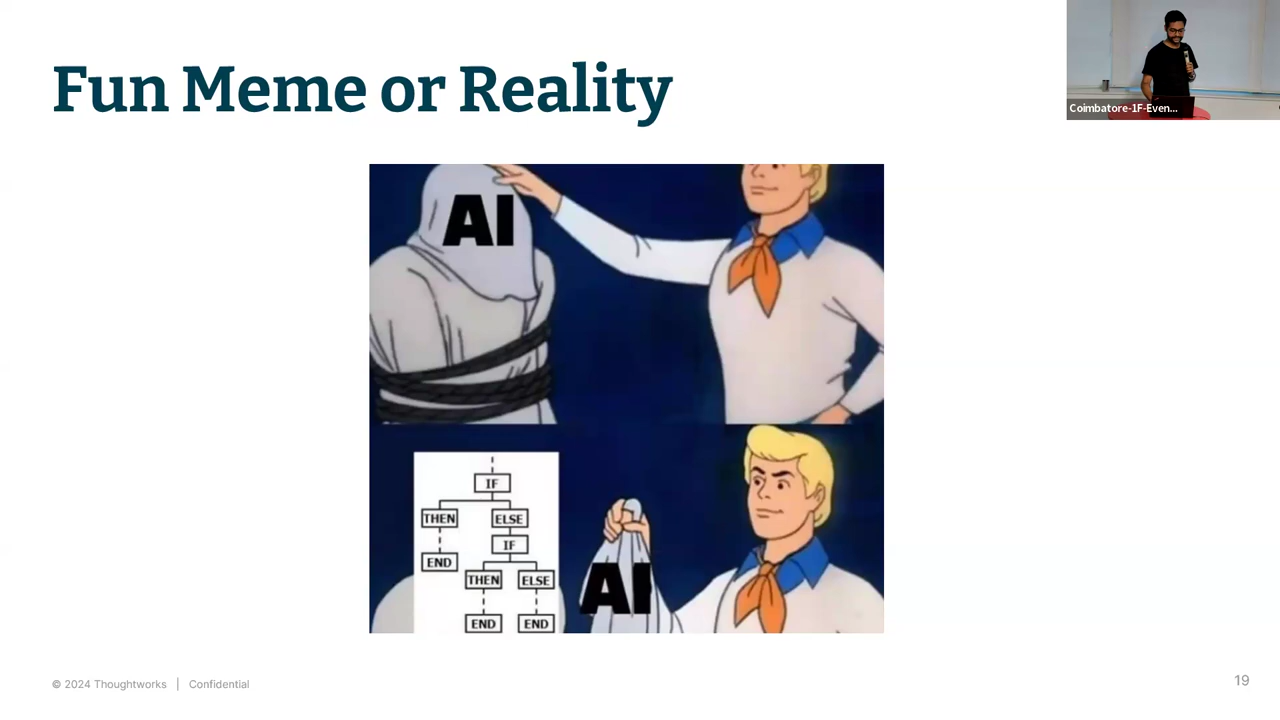 Fun Meme or Reality
Coimbatore-1F-Even...
AI
IF
THEN ELSE
IF
END
THEN ELSE
END END
AI
© 2024 Thoughtworks | Confidential
19